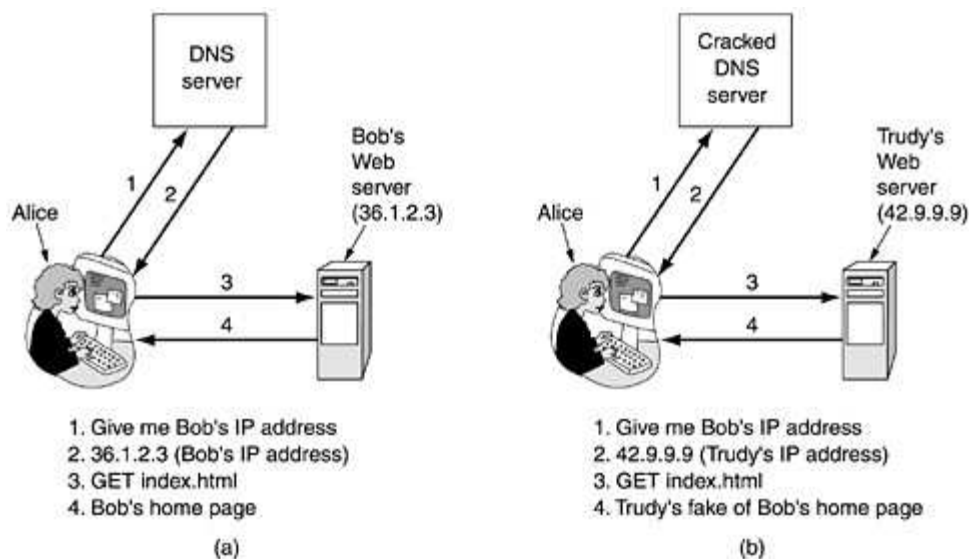 DNS
server
Bob's
Web
server
(36.1.2.3)
Alice
1
2
3
4
1. Give me Bob's IP address
2. 36.1.2.3 (Bob's IP address)
3. GET index.html
4. Bob's home page
(a)
Cracked
DNS
server
Trudy's
Web
server
(42.9.9.9)
Alice
1
2
3
4
1. Give me Bob's IP address
2. 42.9.9.9 (Trudy's IP address)
3. GET index.html
4. Trudy's fake of Bob's home page
(b)